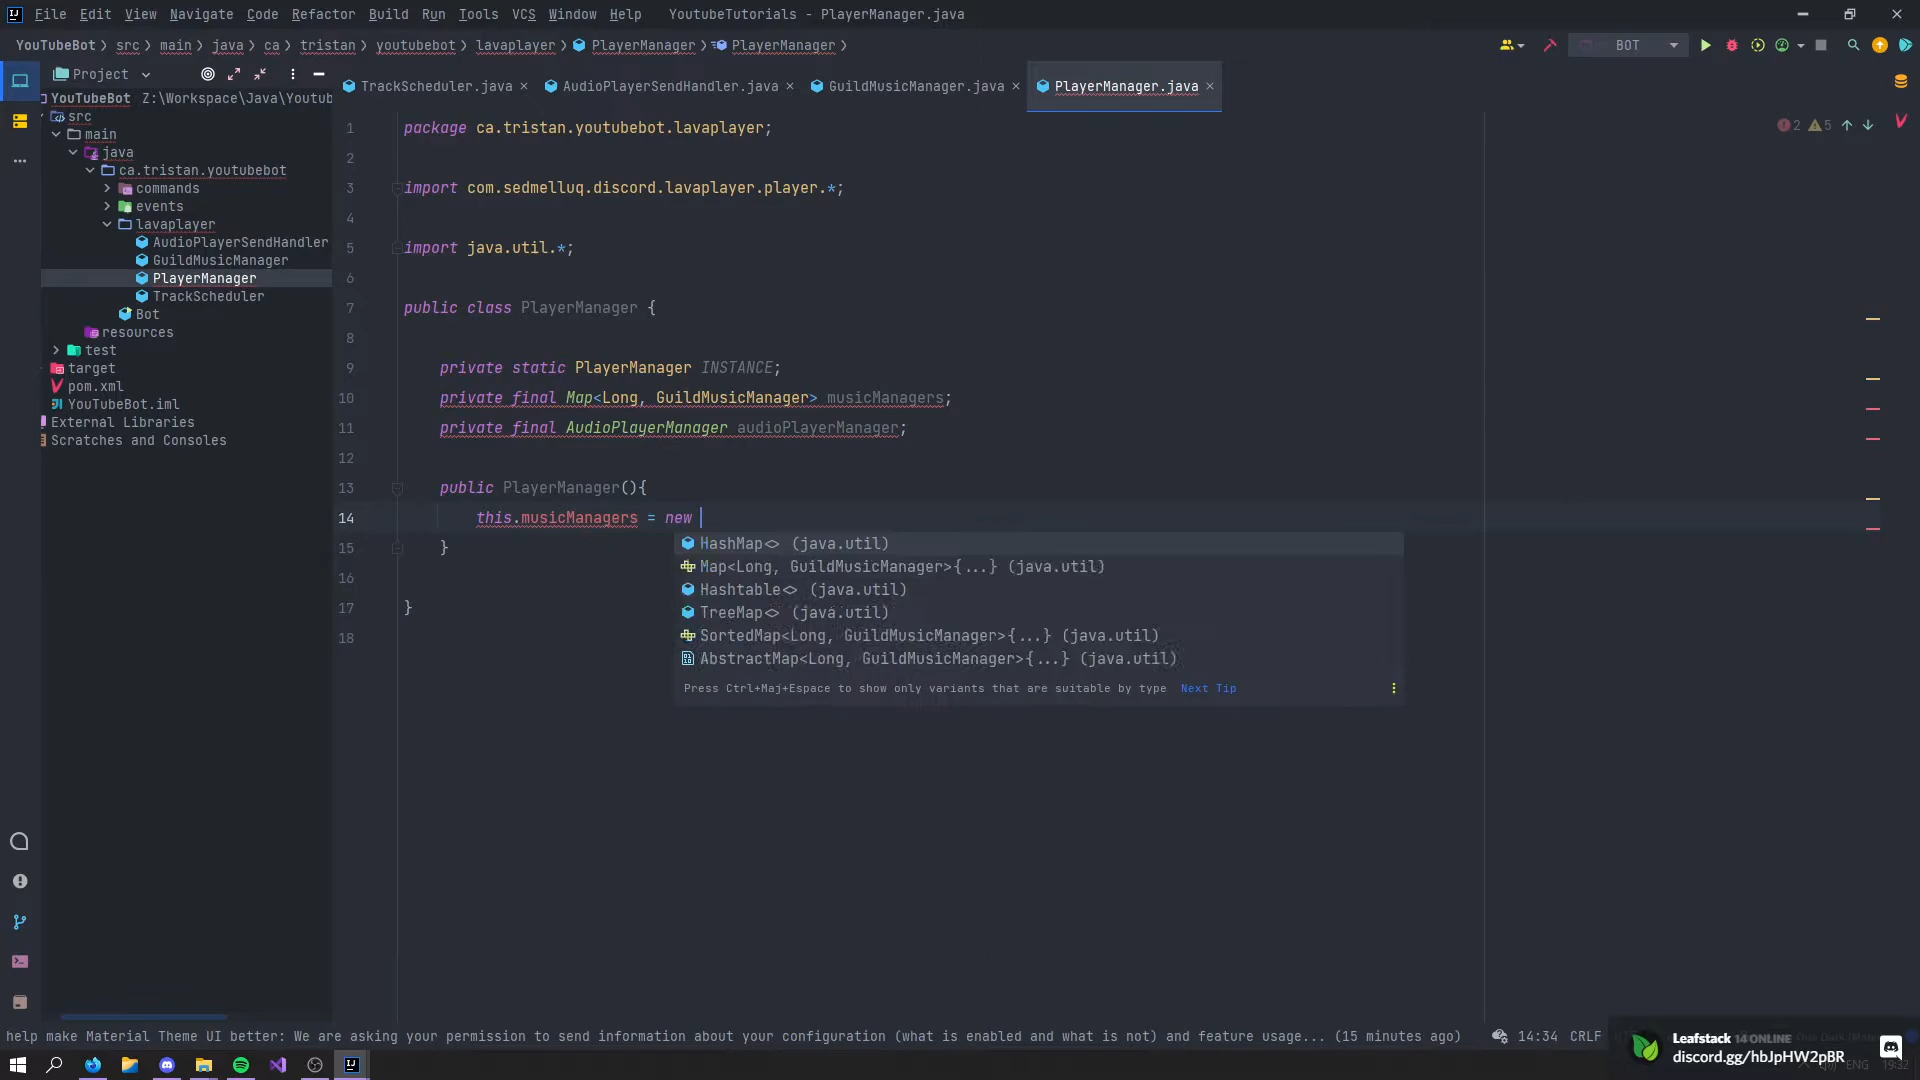 File Edit View Navigate Code Refactor Build Run Tools VCS Window Help YoutubeTutorials - PlayerManager.java
YouTubeBot src main java ca tristan youtubebot lavaplayer PlayerManager PlayerManager BOT
Project
TrackScheduler.java AudioPlayerSendHandler.java GuildMusicManager.java PlayerManager.java
YouTubeBot Z:\Workspace\Java\Youtub
src
main
java
ca.tristan.youtubebot
commands
events
lavaplayer
AudioPlayerSendHandler
GuildMusicManager
PlayerManager
TrackScheduler
Bot
resources
test
target
pom.xml
YouTubeBot.iml
External Libraries
Scratches and Consoles
2 5
1 package ca.tristan.youtubebot.lavaplayer;
2
3 import com.sedmelluq.discord.lavaplayer.player.*;
4
5 import java.util.*;
6
7 public class PlayerManager {
8
9 private static PlayerManager INSTANCE;
10 private final Map<Long, GuildMusicManager> musicManagers;
11 private final AudioPlayerManager audioPlayerManager;
12
13 public PlayerManager(){
14 this.musicManagers = new
15 }
16
17 }
18
HashMap<> (java.util)
Map<Long, GuildMusicManager>{...} (java.util)
Hashtable<> (java.util)
TreeMap<> (java.util)
SortedMap<Long, GuildMusicManager>{...} (java.util)
AbstractMap<Long, GuildMusicManager>{...} (java.util)
Press Ctrl+Maj+Espace to show only variants that are suitable by type Next Tip
help make Material Theme UI better: We are asking your permission to send information about your configuration (what is enabled and what is not) and feature usage... (15 minutes ago) 14:34 CRLF
Leafstack 14 ONLINE
discord.gg/hbJpHW2pBR
ENG 19:32